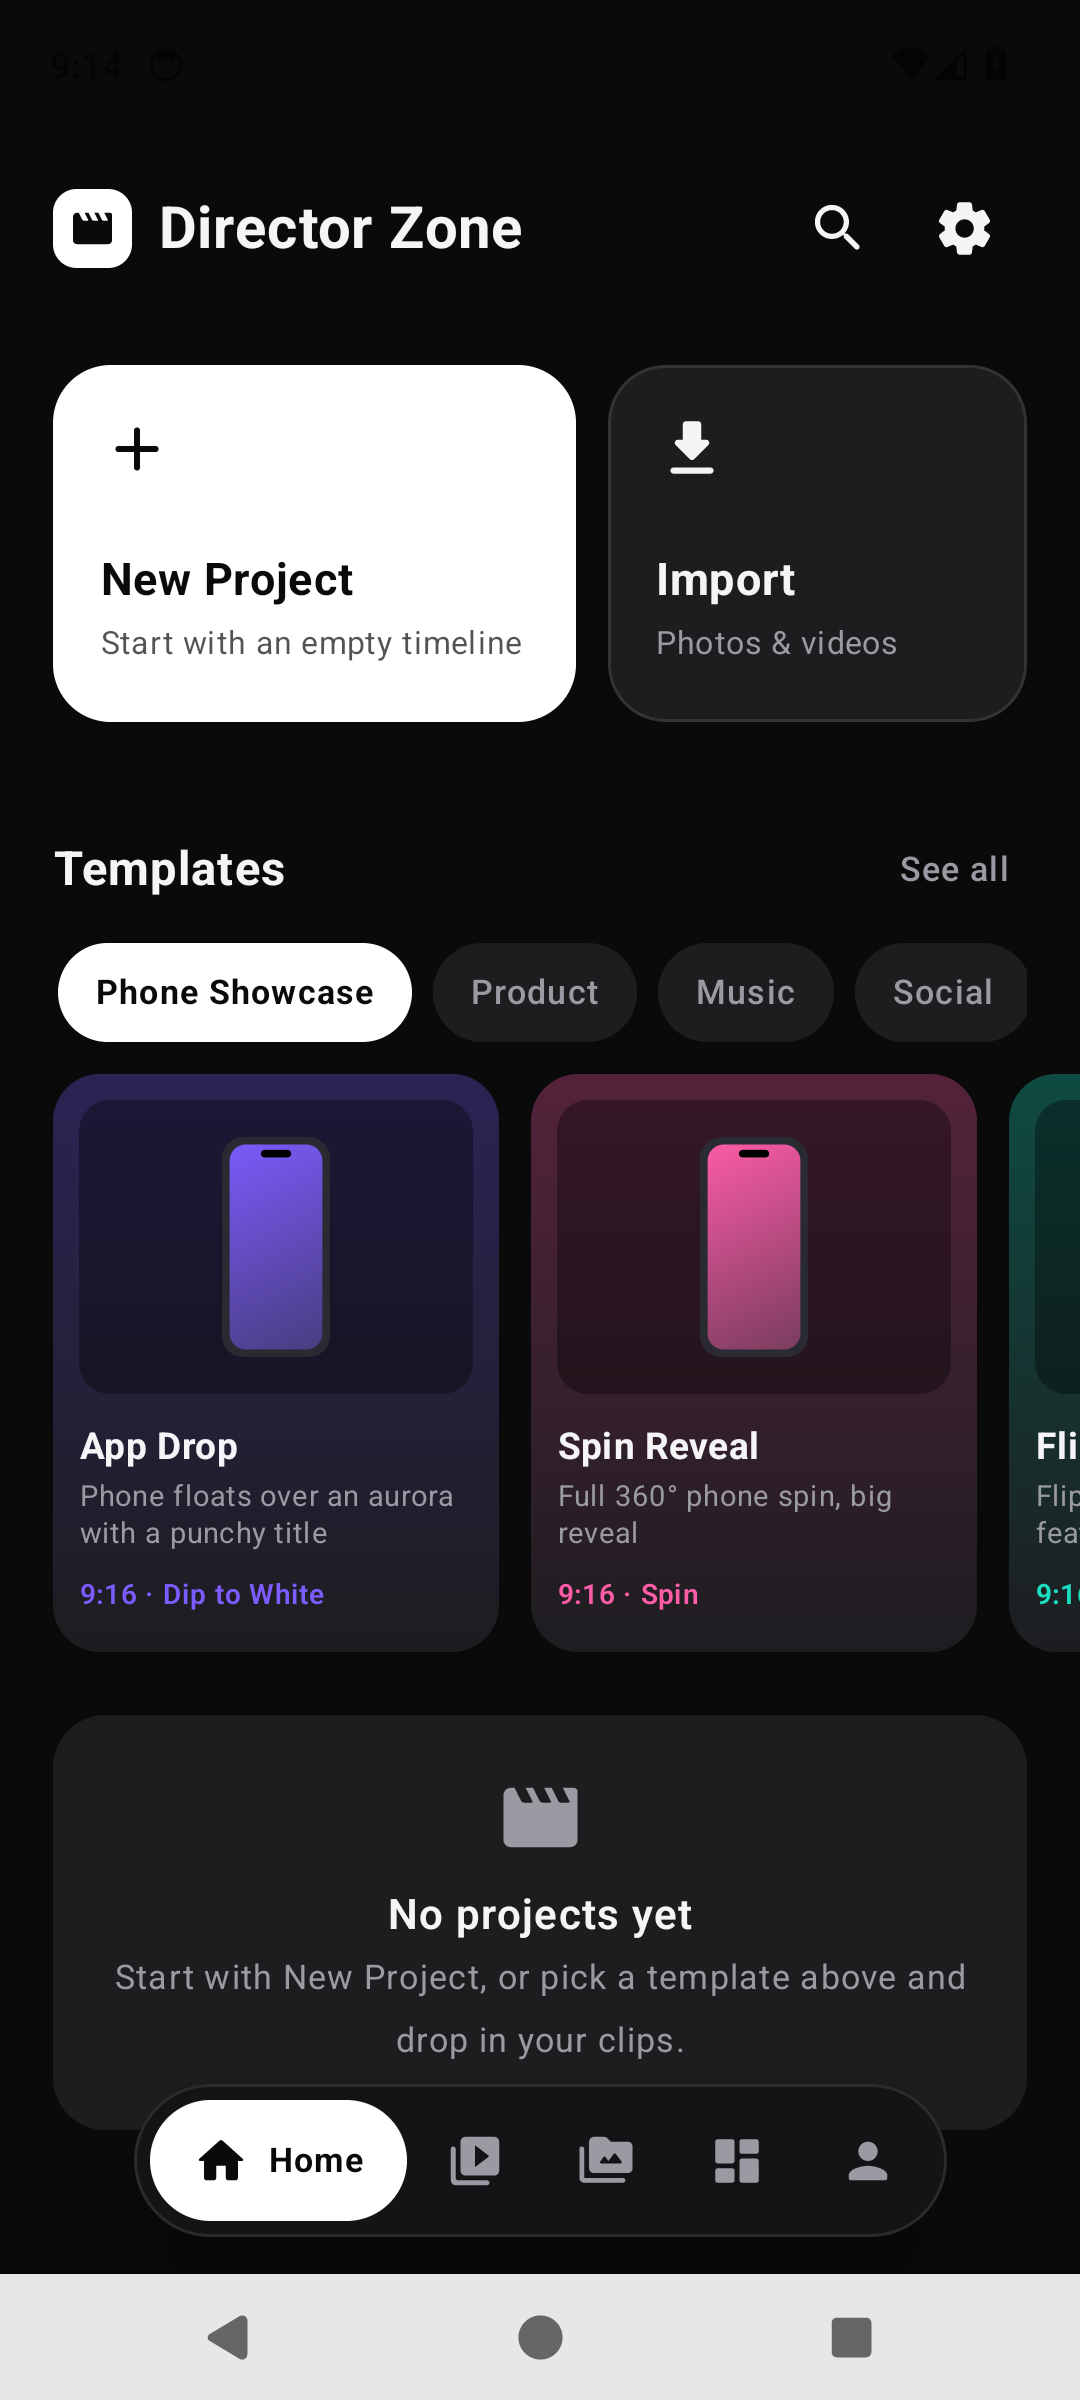 9:14
Director Zone
New Project
Start with an empty timeline
Import
Photos & videos
Templates
See all
Phone Showcase
Product
Music
Social
App Drop
Phone floats over an aurora
with a punchy title
9:16 · Dip to White
Spin Reveal
Full 360° phone spin, big
reveal
9:16 · Spin
No projects yet
Start with New Project, or pick a template above and
drop in your clips.
Home